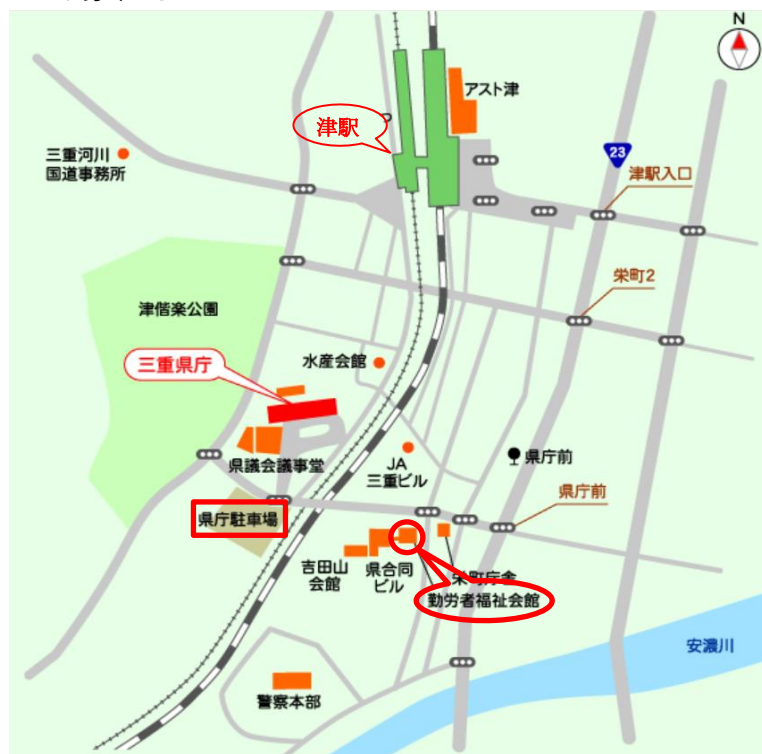 N
アスト津
津駅
23
三重河川
国道事務所
津駅入口
栄町2
津偕楽公園
水産会館
三重県庁
県議会議事堂
JA
三重ビル
県庁前
県庁前
県庁駐車場
吉田山
会館
県合同
ビル
栄町庁舎
勤労者福祉会館
安濃川
警察本部